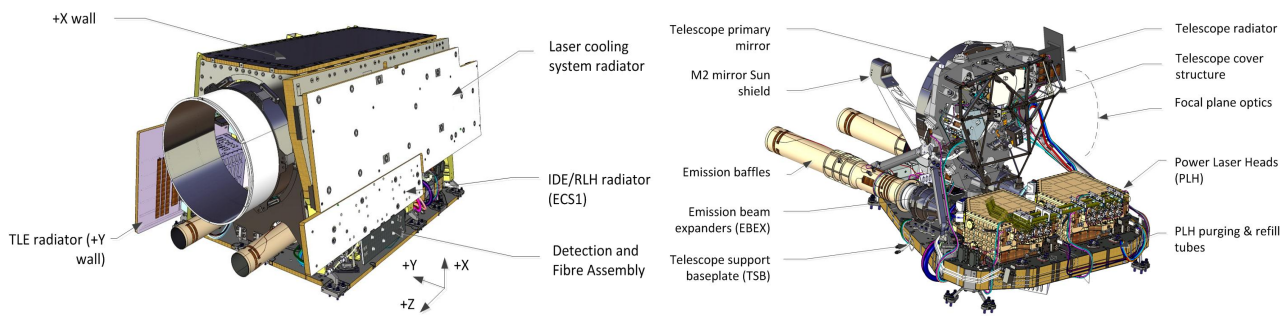 +X wall
Laser cooling
system radiator
IDE/RLH radiator
(ECS1)
TLE radiator (+Y
wall)
Detection and
Fibre Assembly
+Y
+X
+Z
Telescope primary
mirror
M2 mirror Sun
shield
Emission baffles
Emission beam
expanders (EBEX)
Telescope support
baseplate (TSB)
Telescope radiator
Telescope cover
structure
Focal plane optics
Power Laser Heads
(PLH)
PLH purging & refill
tubes